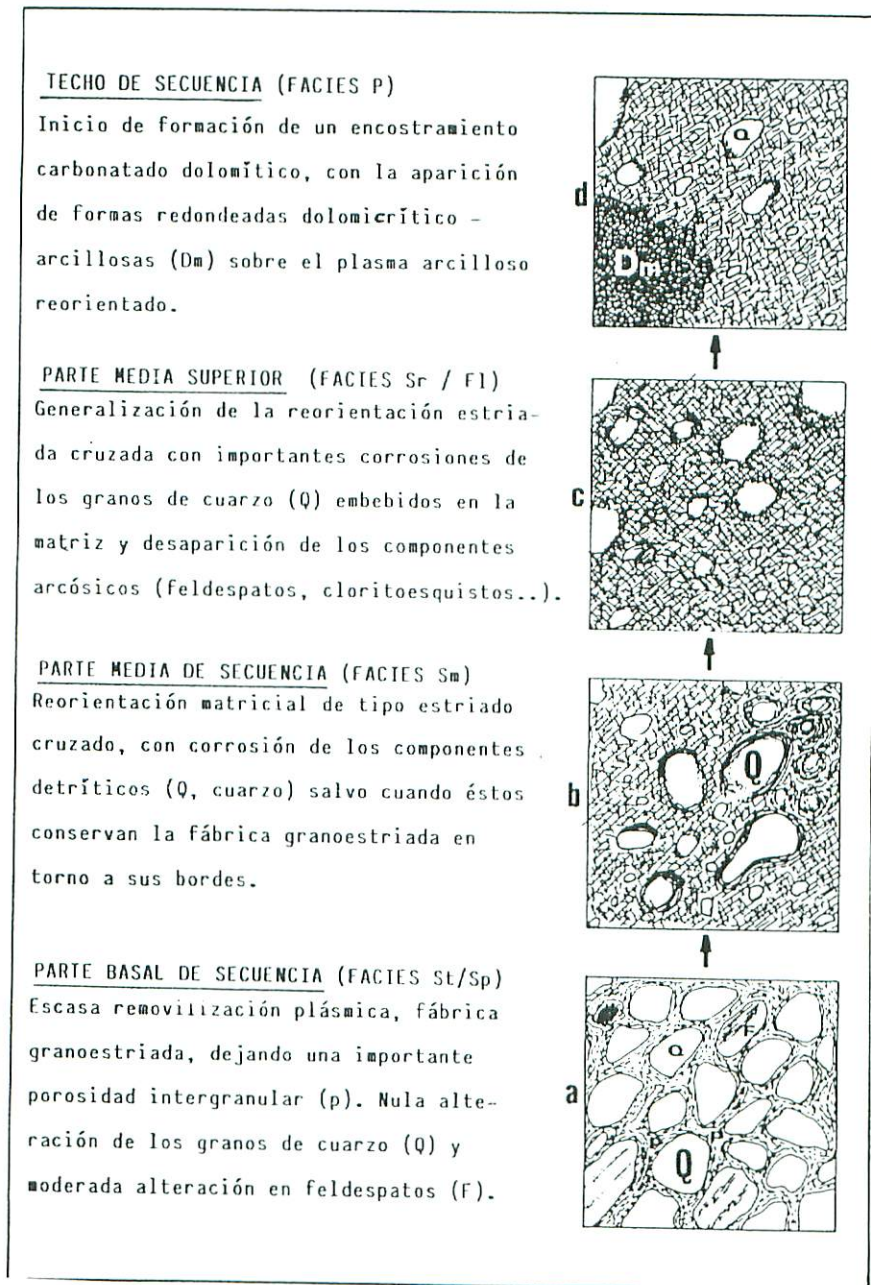 TECHO DE SECUENCIA (FACIES P)
Inicio de formación de un encostramiento
carbonatado dolomítico, con la aparición
de formas redondeadas dolomicrítico -
arcillosas (Dm) sobre el plasma arcilloso
reorientado.
d
Q
Dm
PARTE MEDIA SUPERIOR (FACIES Sr / Fl)
Generalización de la reorientación estria-
da cruzada con importantes corrosiones de
los granos de cuarzo (Q) embebidos en la
matriz y desaparición de los componentes
arcósicos (feldespatos, cloritoesquistos..).
c
PARTE MEDIA DE SECUENCIA (FACIES Sm)
Reorientación matricial de tipo estriado
cruzado, con corrosión de los componentes
detríticos (Q, cuarzo) salvo cuando éstos
conservan la fábrica granoestriada en
torno a sus bordes.
b
Q
PARTE BASAL DE SECUENCIA (FACIES St/Sp)
Escasa removilización plásmica, fábrica
granoestriada, dejando una importante
porosidad intergranular (p). Nula alte-
ración de los granos de cuarzo (Q) y
moderada alteración en feldespatos (F).
a
F
Q
P P
Q